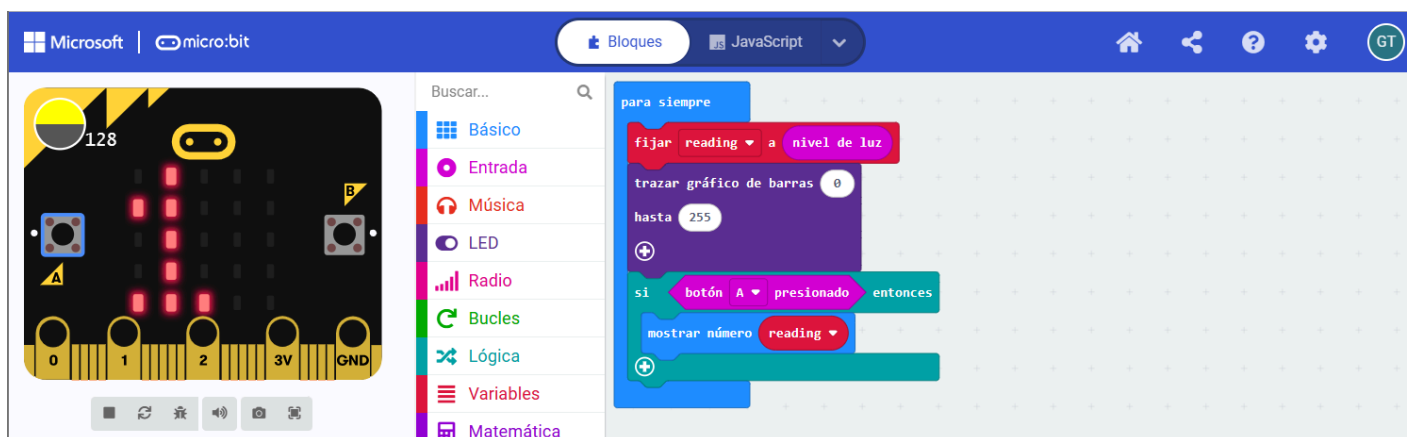 Microsoft micro:bit
Bloques
JS JavaScript
GT
128
A
B
0 1 2 3V GND
Buscar...
Básico
Entrada
Música
LED
Radio
Bucles
Lógica
Variables
Matemática
para siempre
fijar reading a nivel de luz
trazar gráfico de barras 0
hasta 255
si botón A presionado entonces
mostrar número reading